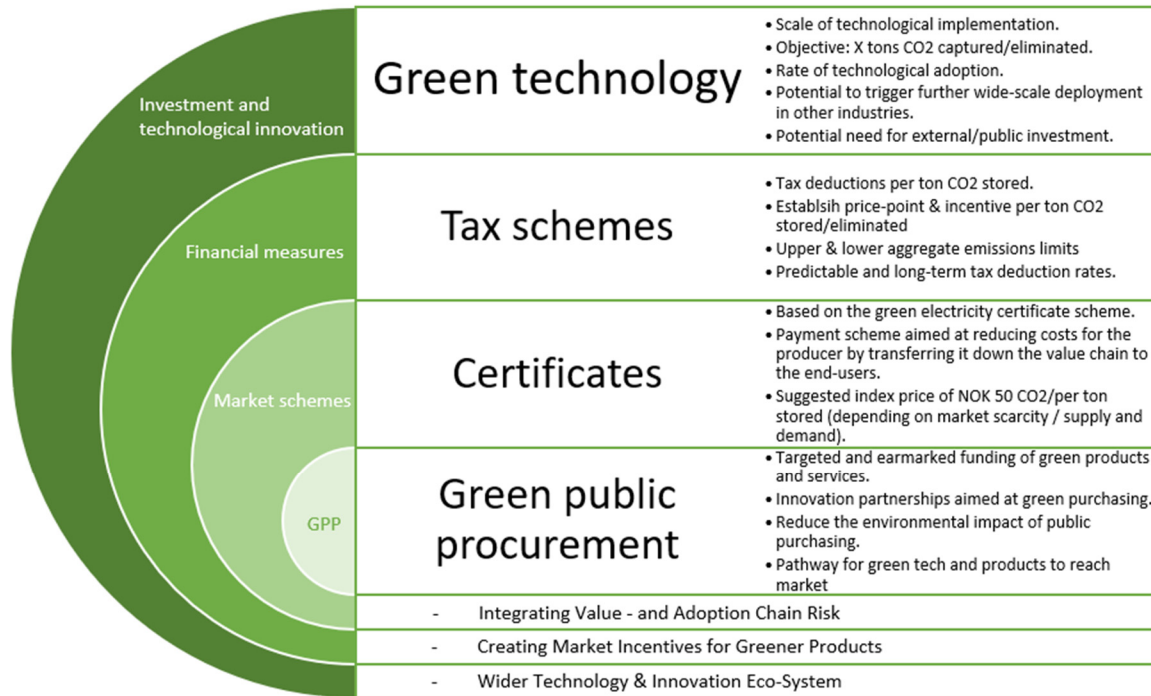 Investment and
technological innovation
Green technology
• Scale of technological implementation.
• Objective: X tons CO2 captured/eliminated.
• Rate of technological adoption.
• Potential to trigger further wide-scale deployment
in other industries.
• Potential need for external/public investment.
Financial measures
Tax schemes
• Tax deductions per ton CO2 stored.
• Establsih price-point & incentive per ton CO2
stored/eliminated
• Upper & lower aggregate emissions limits
• Predictable and long-term tax deduction rates.
Market schemes
Certificates
• Based on the green electricity certificate scheme.
• Payment scheme aimed at reducing costs for the
producer by transferring it down the value chain to
the end-users.
• Suggested index price of NOK 50 CO2/per ton
stored (depending on market scarcity / supply and
demand).
GPP
Green public
procurement
• Targeted and earmarked funding of green products
and services.
• Innovation partnerships aimed at green purchasing.
• Reduce the environmental impact of public
purchasing.
• Pathway for green tech and products to reach
market
- Integrating Value - and Adoption Chain Risk
- Creating Market Incentives for Greener Products
- Wider Technology & Innovation Eco-System